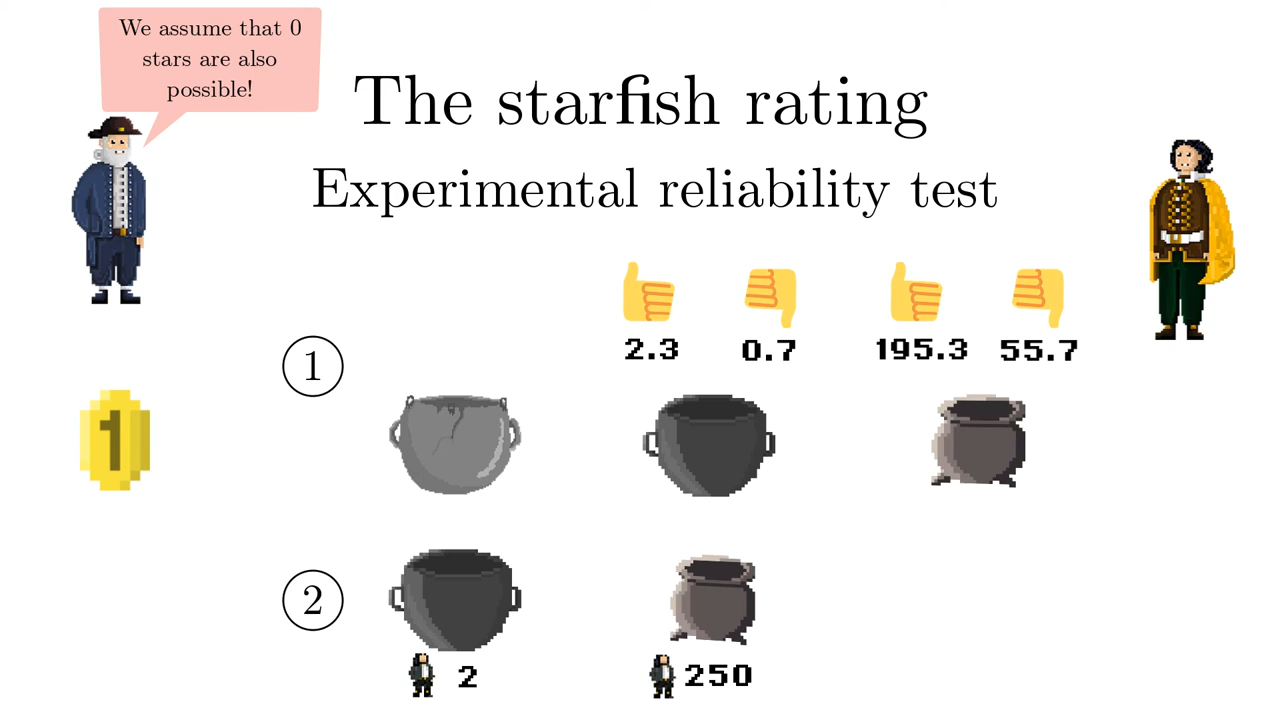 We assume that 0
stars are also
possible!
The starfish rating
Experimental reliability test
2.3 0.7 195.3 55.7
1
1
2
2 250